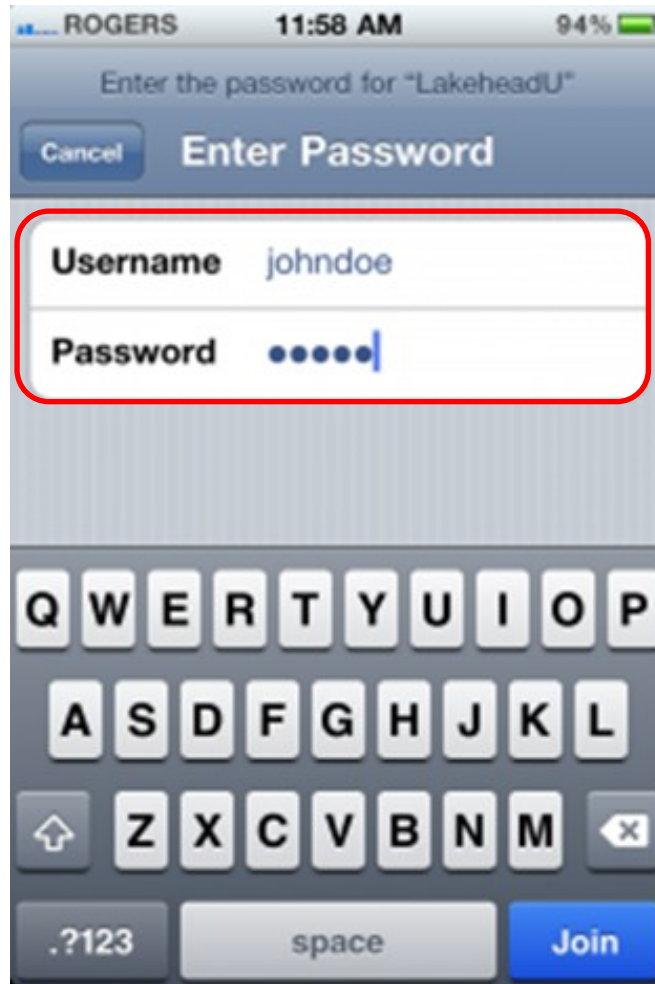 ROGERS 11:58 AM 94%
Enter the password for “LakeheadU”
Cancel Enter Password
Username johndoe
Password •••••
Q W E R T Y U I O P
A S D F G H J K L
Z X C V B N M
.?123 space Join